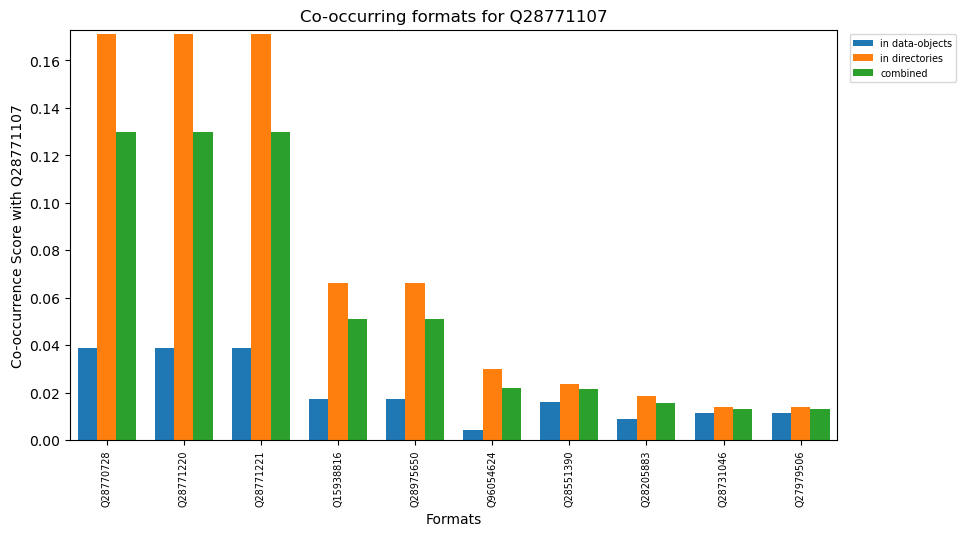 Co-occurring formats for Q28771107
Co-occurrence Score with Q28771107
0.16
0.14
0.12
0.10
0.08
0.06
0.04
0.02
0.00
Q28770728
Q28771220
Q28771221
Q15938816
Q28975650
Q96054624
Q28551390
Q28205883
Q28731046
Q27979506
Formats
in data-objects
in directories
combined